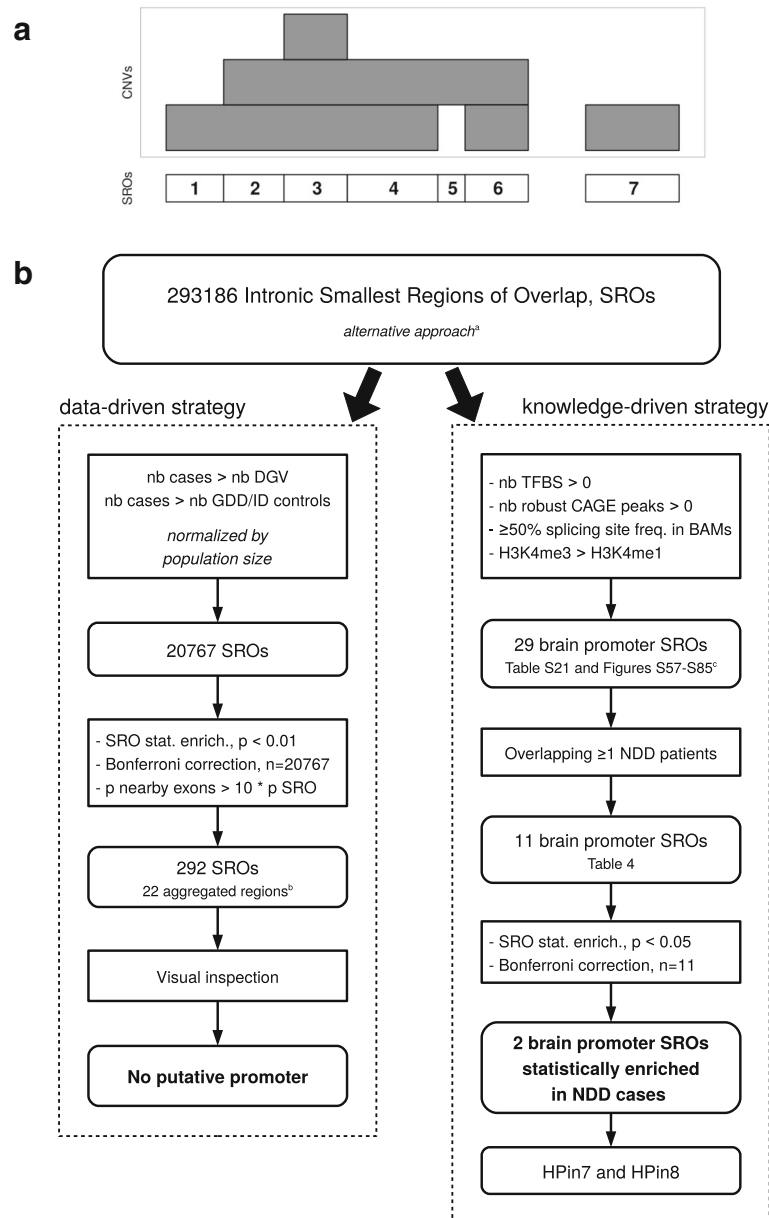 a
CNVs
SROs
1 2 3 4 5 6 7
b
293186 Intronic Smallest Regions of Overlap, SROs
alternative approachᵃ
data-driven strategy
nb cases > nb DGV
nb cases > nb GDD/ID controls
normalized by
population size
20767 SROs
- SRO stat. enrich., p < 0.01
- Bonferroni correction, n=20767
- p nearby exons > 10 * p SRO
292 SROs
22 aggregated regionsᵇ
Visual inspection
No putative promoter
knowledge-driven strategy
- nb TFBS > 0
- nb robust CAGE peaks > 0
- ≥50% splicing site freq. in BAMs
- H3K4me3 > H3K4me1
29 brain promoter SROs
Table S21 and Figures S57-S85ᶜ
Overlapping ≥1 NDD patients
11 brain promoter SROs
Table 4
- SRO stat. enrich., p < 0.05
- Bonferroni correction, n=11
2 brain promoter SROs
statistically enriched
in NDD cases
HPin7 and HPin8